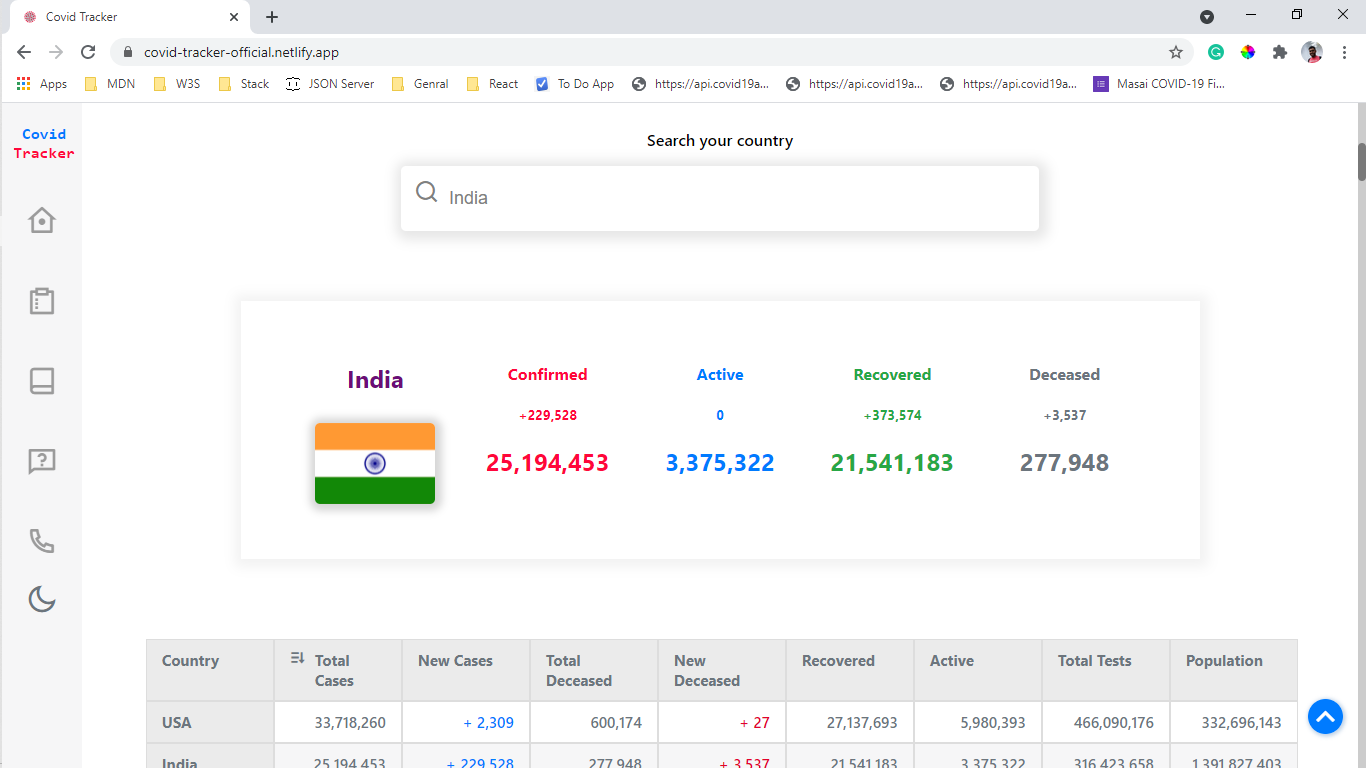 Covid Tracker
covid-tracker-official.netlify.app
Apps MDN W3S Stack JSON Server Genral React To Do App https://api.covid19a... https://api.covid19a... https://api.covid19a... Masai COVID-19 Fi...
Covid
Tracker
Search your country
India
India
Confirmed Active Recovered Deceased
+229,528 0 +373,574 +3,537
25,194,453 3,375,322 21,541,183 277,948
Country Total Cases New Cases Total Deceased New Deceased Recovered Active Total Tests Population
USA 33,718,260 + 2,309 600,174 + 27 27,137,693 5,980,393 466,090,176 332,696,143
India 25,194,453 + 229,528 277,948 + 3,537 21,541,183 3,375,322 316,423,658 1,391,827,403